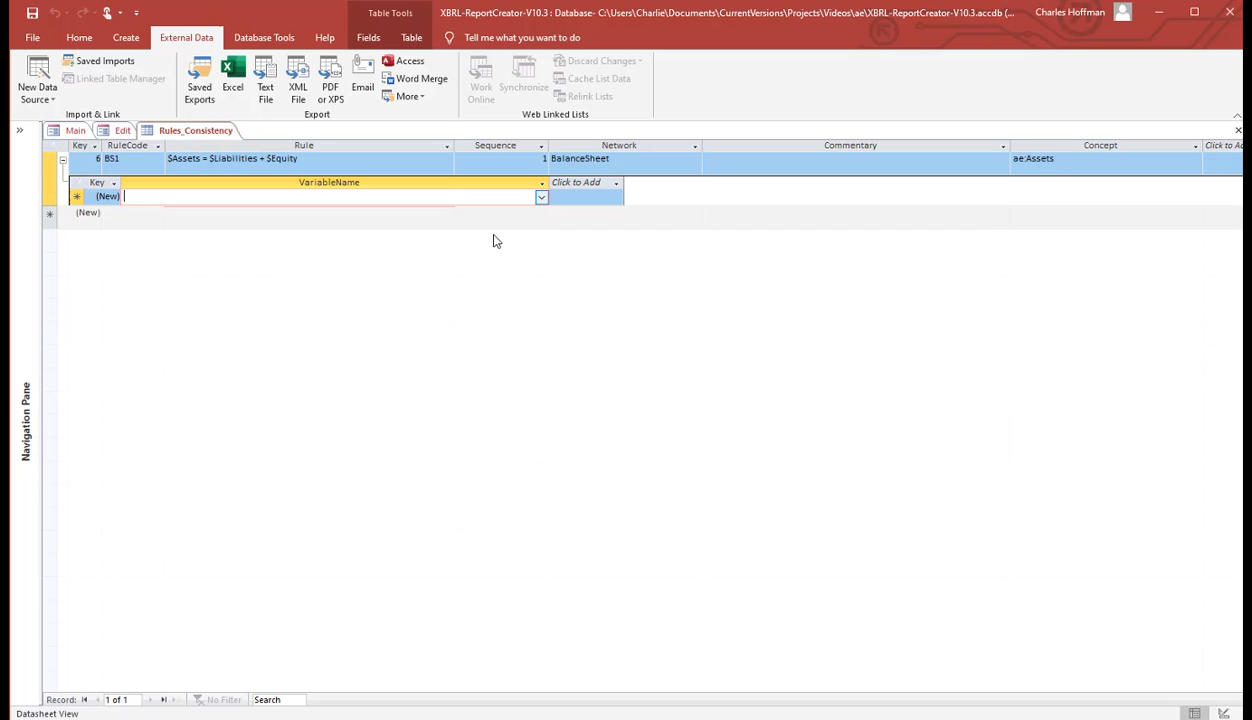 Table Tools
XBRL-ReportCreator-V10.3 : Database- C:\Users\Charlie\Documents\CurrentVersions\Projects\Videos\ae\XBRL-ReportCreator-V10.3.accdb (...
Charles Hoffman
File Home Create External Data Database Tools Help Fields Table Tell me what you want to do
Saved Imports
Linked Table Manager
New Data
Source
Saved
Exports
Excel
Text
File
XML
File
PDF
or XPS
Email
Access
Word Merge
More
Work
Online
Synchronize
Discard Changes
Cache List Data
Relink Lists
Import & Link Export Web Linked Lists
Main Edit Rules_Consistency
Key RuleCode Rule Sequence Network Commentary Concept Click to Ad
6 BS1 $Assets = $Liabilities + $Equity 1 BalanceSheet ae:Assets
Key VariableName Click to Add
(New)
(New)
Navigation Pane
Record: 1 of 1 No Filter Search
Datasheet View